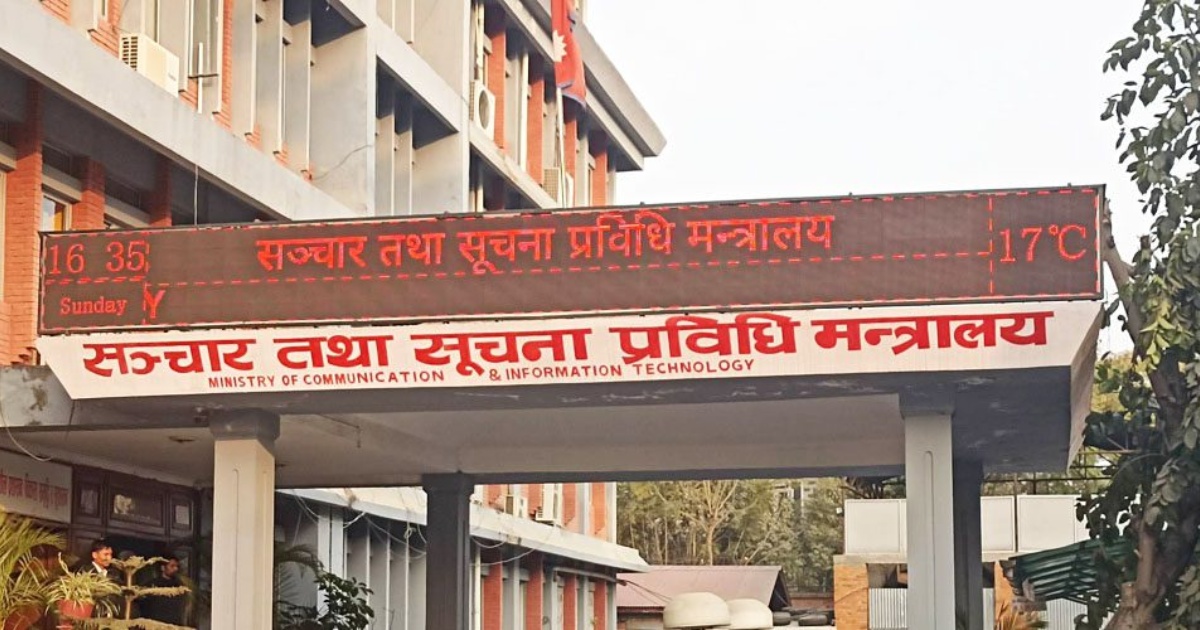 16 35
सञ्चार तथा सूचना प्रविधि मन्त्रालय
17°C
Sunday
Y
सञ्चार तथा सूचना प्रविधि मन्त्रालय
MINISTRY OF COMMUNICATION & INFORMATION TECHNOLOGY